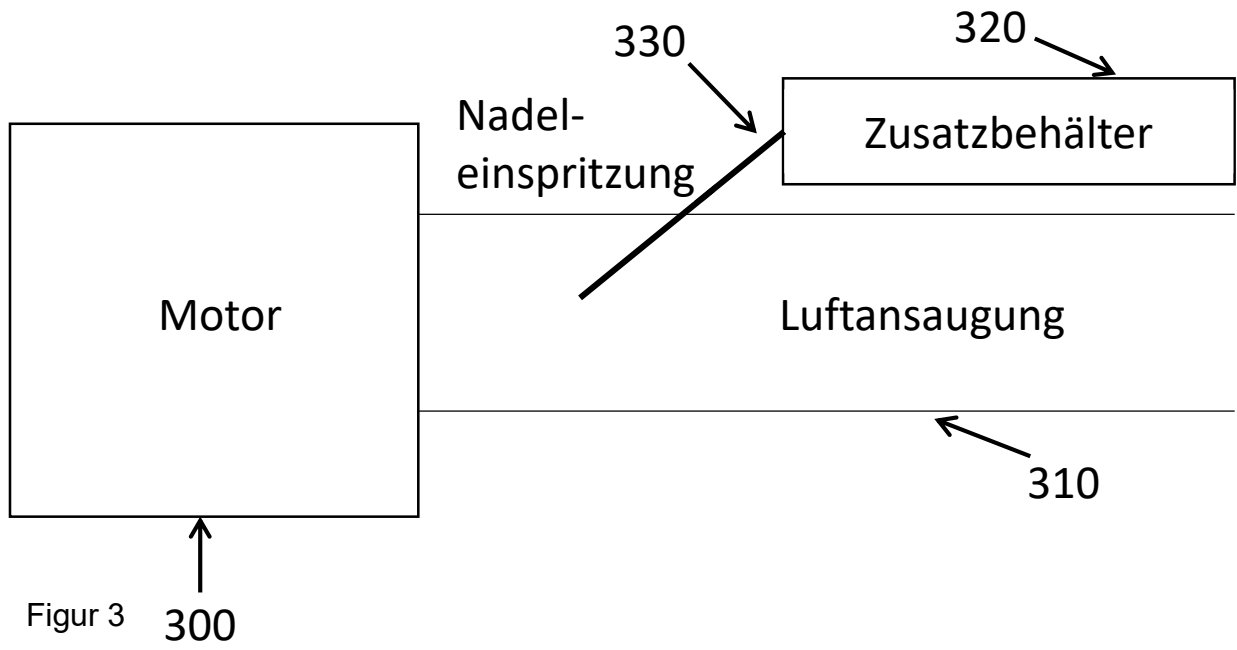 330
320
Nadel-
einspritzung
Zusatzbehälter
Motor
Luftansaugung
310
Figur 3
300